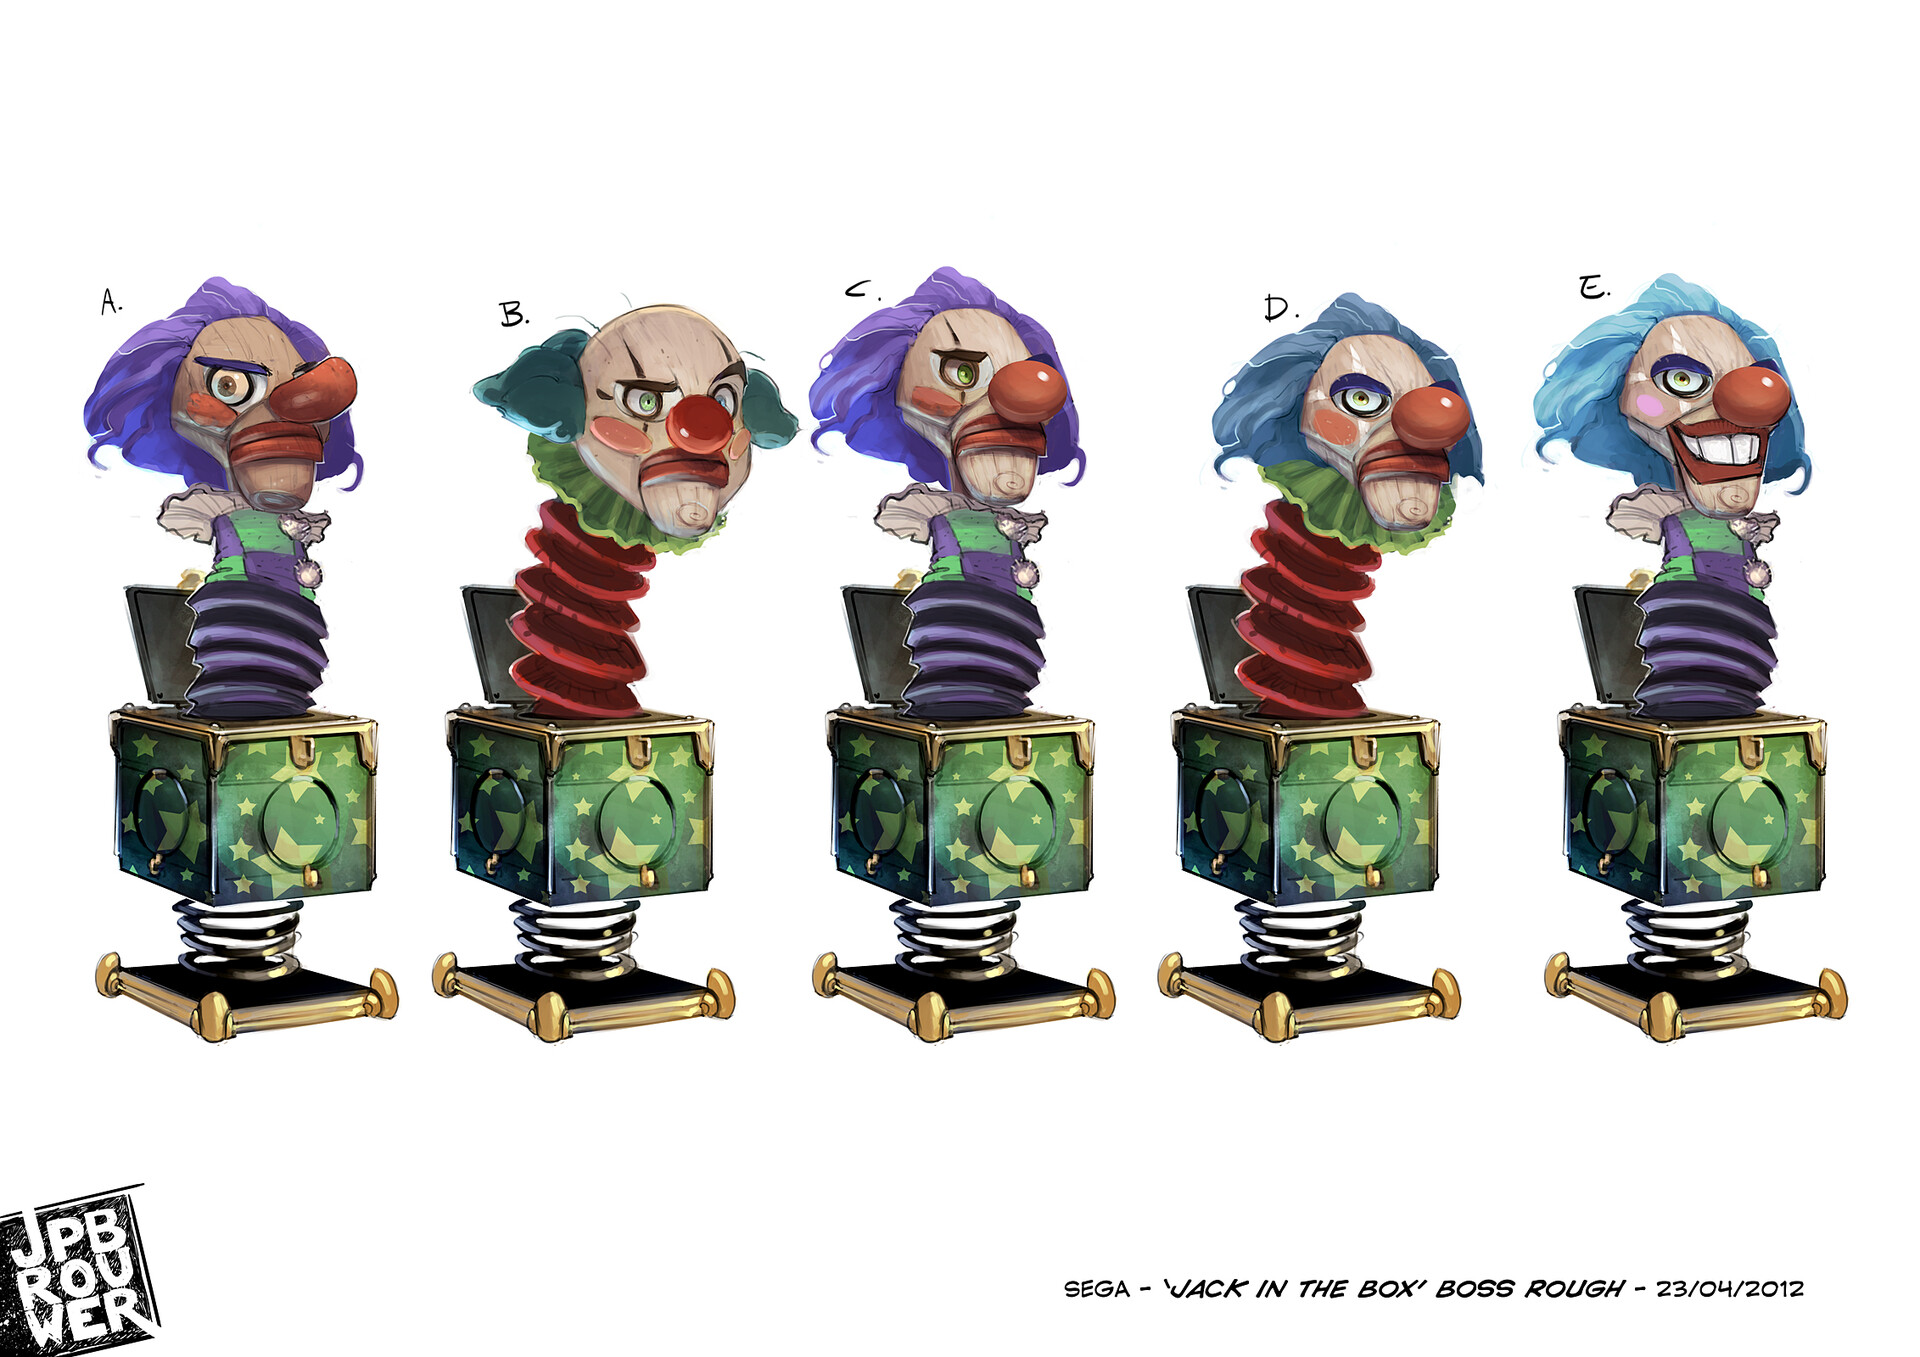 A.
B.
C.
D.
E.
JPB
ROU
WER
SEGA - 'JACK IN THE BOX' BOSS ROUGH - 23/04/2012